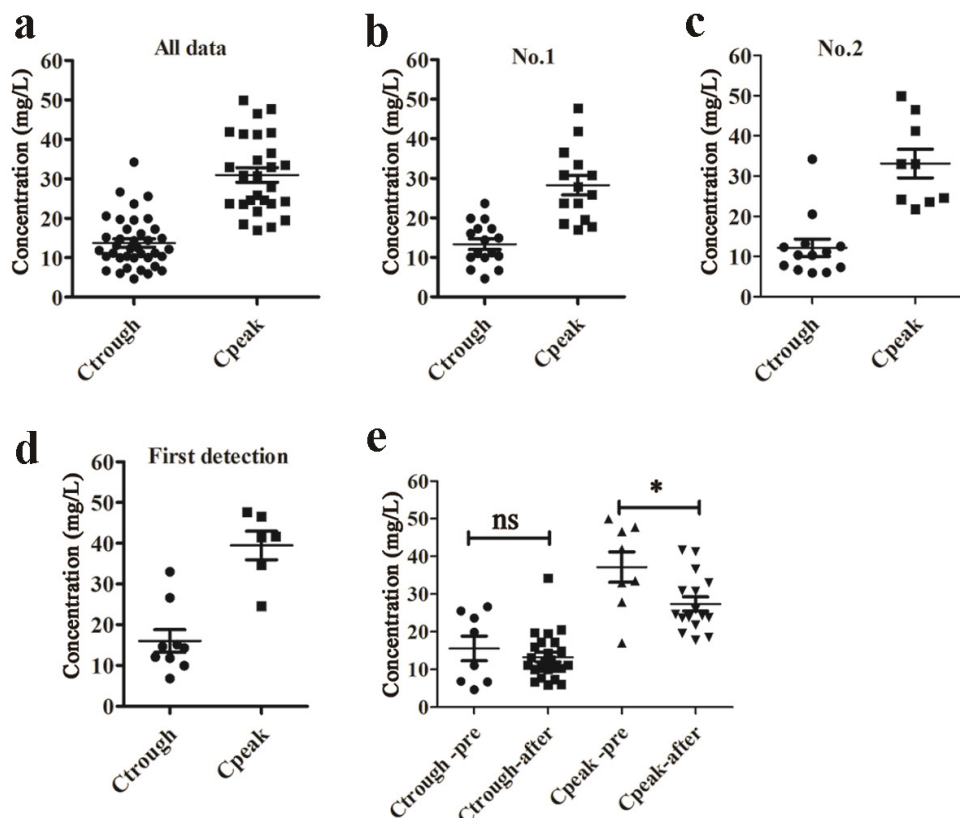 a
All data
Concentration (mg/L)
60
50
40
30
20
10
0
Ctrough
Cpeak
b
No.1
Concentration (mg/L)
60
50
40
30
20
10
0
Ctrough
Cpeak
c
No.2
Concentration (mg/L)
60
50
40
30
20
10
0
Ctrough
Cpeak
d
First detection
Concentration (mg/L)
60
50
40
30
20
10
0
Ctrough
Cpeak
e
Concentration (mg/L)
60
50
40
30
20
10
0
ns
*
Ctrough -pre
Ctrough-after
Cpeak -pre
Cpeak-after